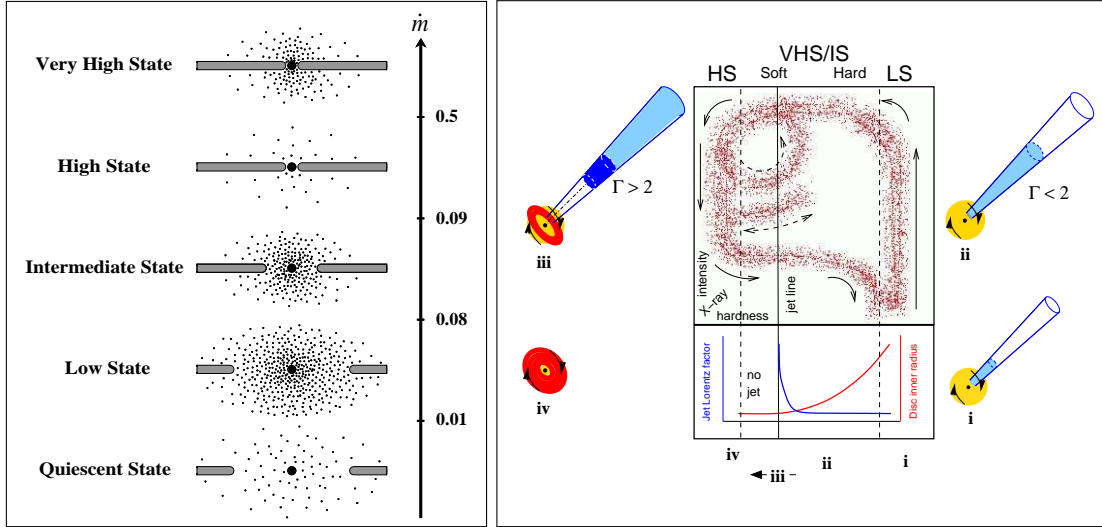 ṁ
Very High State
0.5
High State
0.09
Intermediate State
0.08
Low State
0.01
Quiescent State
VHS/IS
HS Soft Hard LS
Γ > 2
iii
iv
X-ray
intensity
hardness
jet line
Γ < 2
ii
i
Jet Lorentz factor
no
jet
Disc inner radius
iv iii ii i